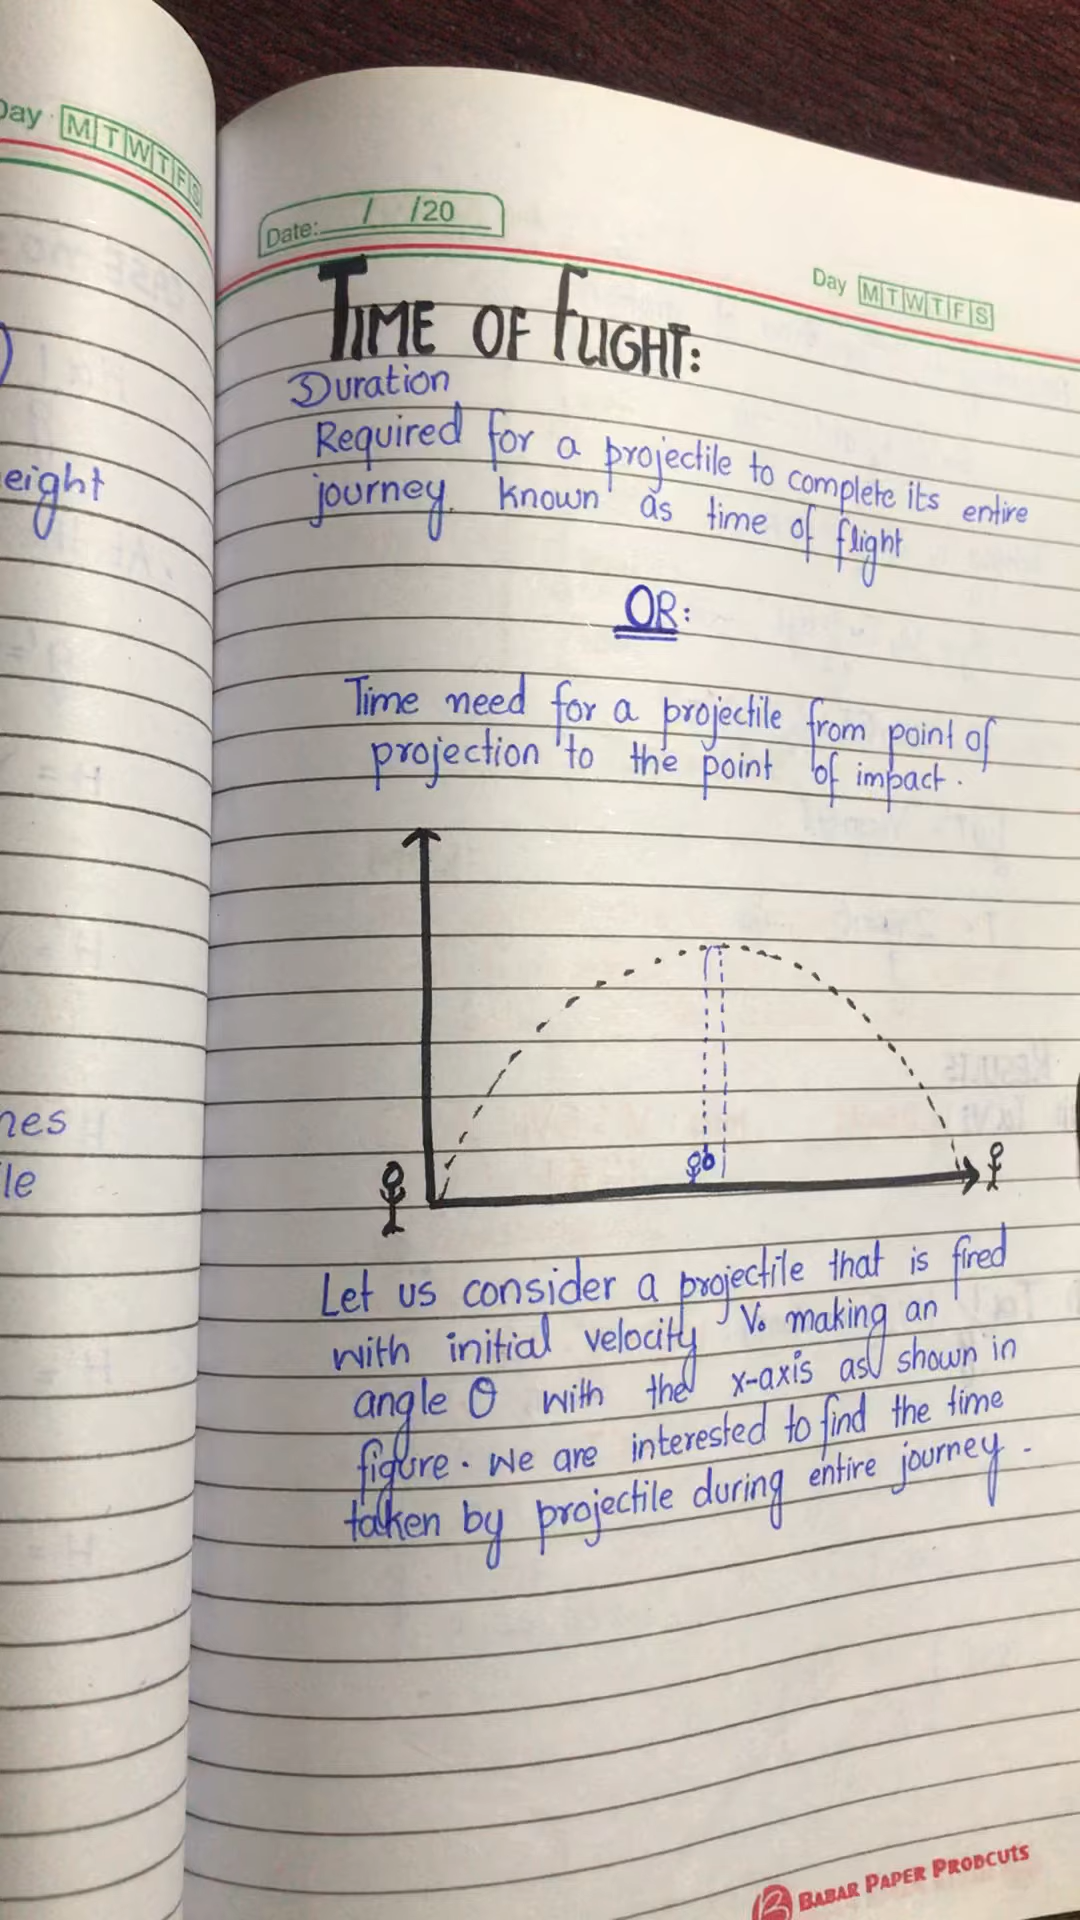 Day M T W T F S
eight
nes
le
Date: / /20
Day M T W T F S
TIME OF FLIGHT:
Duration
Required for a projectile to complete its entire
journey. known as time of flight
OR:
Time need for a projectile from point of
projection to the point of impact.
Let us consider a projectile that is fired
with initial velocity V₀ making an
angle θ with the x-axis as shown in
figure. We are interested to find the time
taken by projectile during entire journey.
BABAR PAPER PRODCUTS